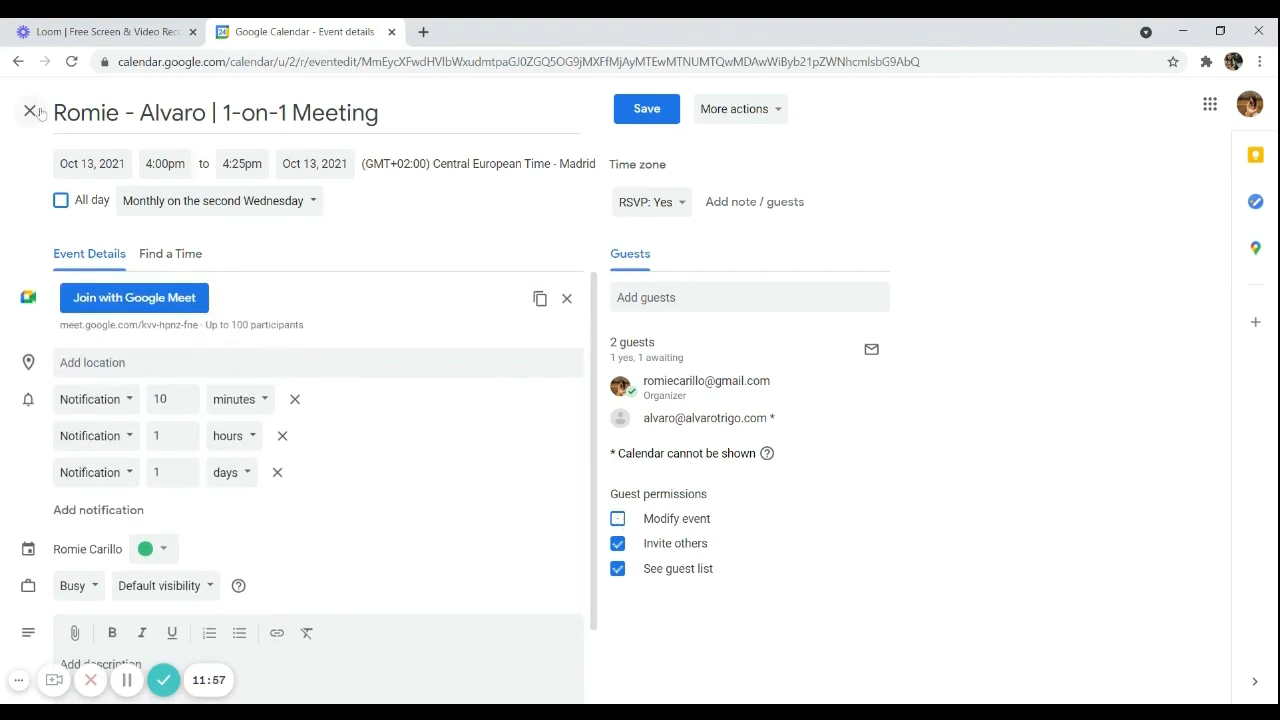 Loom | Free Screen & Video Rec
Google Calendar - Event details
calendar.google.com/calendar/u/2/r/eventedit/MmEycXFwdHVlbWxudmtpaGJ0ZGQ5OG9jMXFfMjAyMTEwMTNUMTQwMDAwWiByb21pZWNhcmlsbG9AbQ
Romie - Alvaro | 1-on-1 Meeting
Save
More actions
Oct 13, 2021 4:00pm to 4:25pm Oct 13, 2021 (GMT+02:00) Central European Time - Madrid Time zone
All day Monthly on the second Wednesday
RSVP: Yes Add note / guests
Event Details Find a Time
Guests
Join with Google Meet
meet.google.com/kvv-hpnz-fne · Up to 100 participants
Add guests
2 guests
1 yes, 1 awaiting
Add location
romiecarillo@gmail.com
Organizer
Notification 10 minutes
alvaro@alvarotrigo.com *
Notification 1 hours
* Calendar cannot be shown
Notification 1 days
Guest permissions
Add notification
Modify event
Invite others
Romie Carillo
See guest list
Busy Default visibility
B I U
Add description
11:57